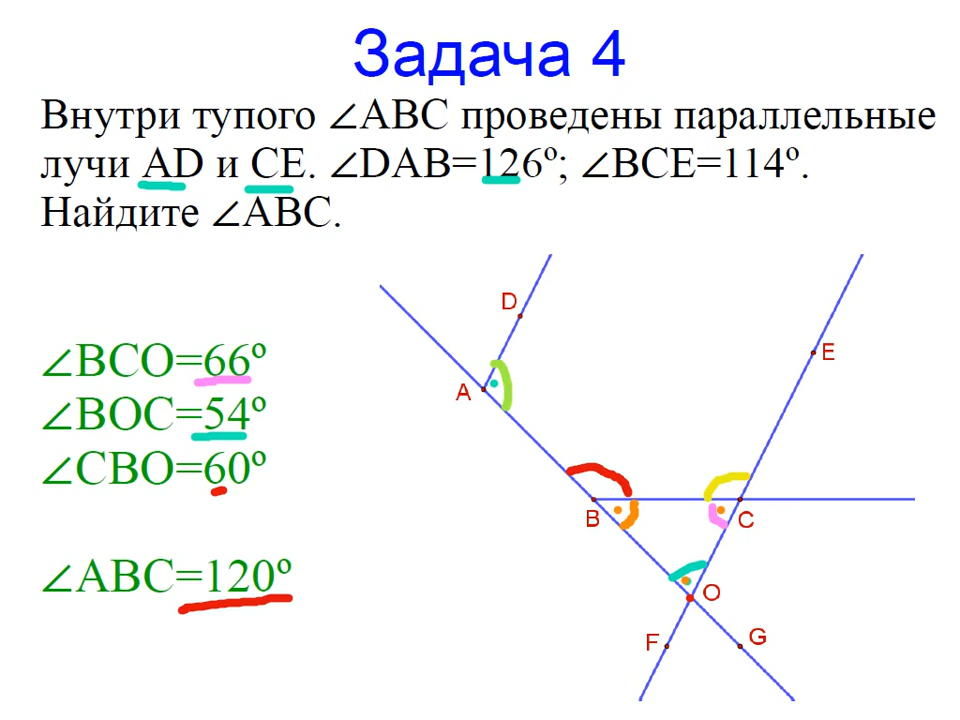 Задача 4
Внутри тупого ∠ABC проведены параллельные
лучи AD и CE. ∠DAB=126º; ∠BCE=114º.
Найдите ∠ABC.
∠BCO=66º
∠BOC=54º
∠CBO=60º
∠ABC=120º
D
E
A
B
C
O
F
G